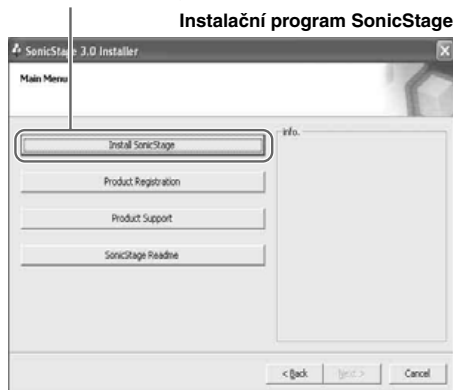 Instalační program SonicStage
SonicStage 3.0 Installer
Main Menu
Install SonicStage
info.
Product Registration
Product Support
SonicStage Readme
< Back
Next >
Cancel